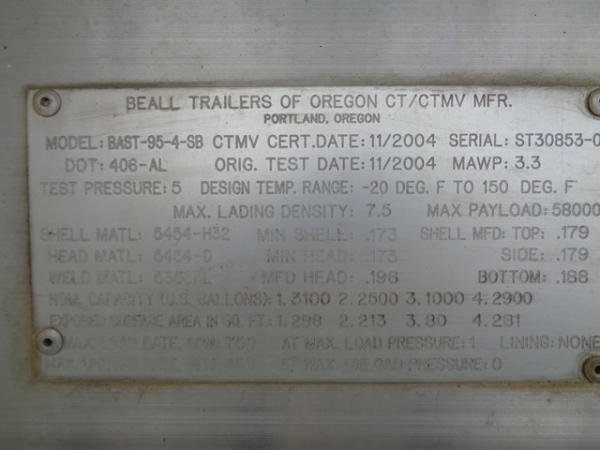 BEALL TRAILERS OF OREGON CT/CTMV MFR.
PORTLAND, OREGON
MODEL: BAST-95-4-SB CTMV CERT.DATE: 11/2004 SERIAL: ST30853-0
DOT: 406-AL ORIG. TEST DATE: 11/2004 MAWP: 3.3
TEST PRESSURE: 5 DESIGN TEMP. RANGE: -20 DEG. F TO 150 DEG. F
MAX. LADING DENSITY: 7.5 MAX PAYLOAD: 58000
SHELL MATL: 5454-H32 MIN SHELL: .173 SHELL MFD: TOP: .179
HEAD MATL: 5454-0 MIN HEAD: .173 SIDE: .179
WELD MATL: MFD HEAD: .196 BOTTOM: .188
NOM. CAPACITY (U.S. GALLONS): 1.3100 2.2500 3.1000 4.2900
EXPOSED SURFACE AREA IN SQ. FT: 1.298 2.213 3.80 4.281
MAX. LOAD RATE, GPM: 750 AT MAX. LOAD PRESSURE: 1 LINING: NONE
AT MAX. UNLOAD PRESSURE: 0